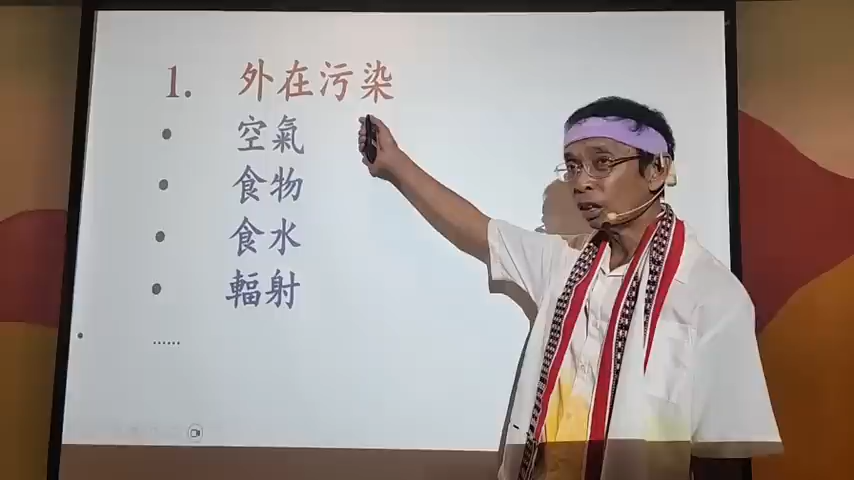 1. 外在污染
• 空氣
• 食物
• 食水
• 輻射
......